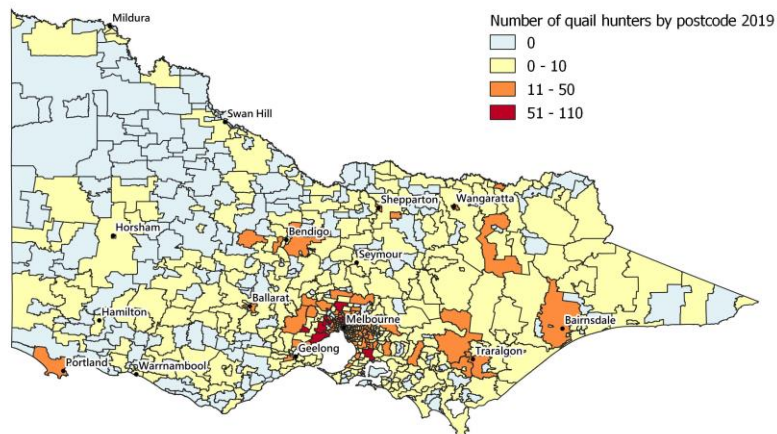 Number of quail hunters by postcode 2019
0
0 - 10
11 - 50
51 - 110
Mildura
Swan Hill
Shepparton
Wangaratta
Horsham
Bendigo
Seymour
Ballarat
Hamilton
Melbourne
Bairnsdale
Geelong
Traralgon
Portland
Warrnambool